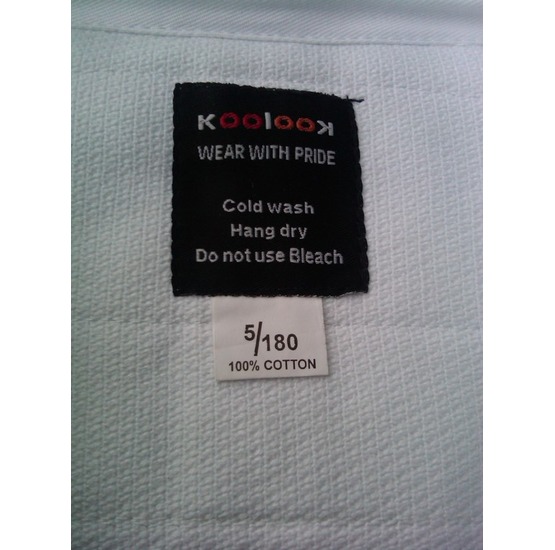 KoolooK
WEAR WITH PRIDE
Cold wash
Hang dry
Do not use Bleach
5/180
100% COTTON